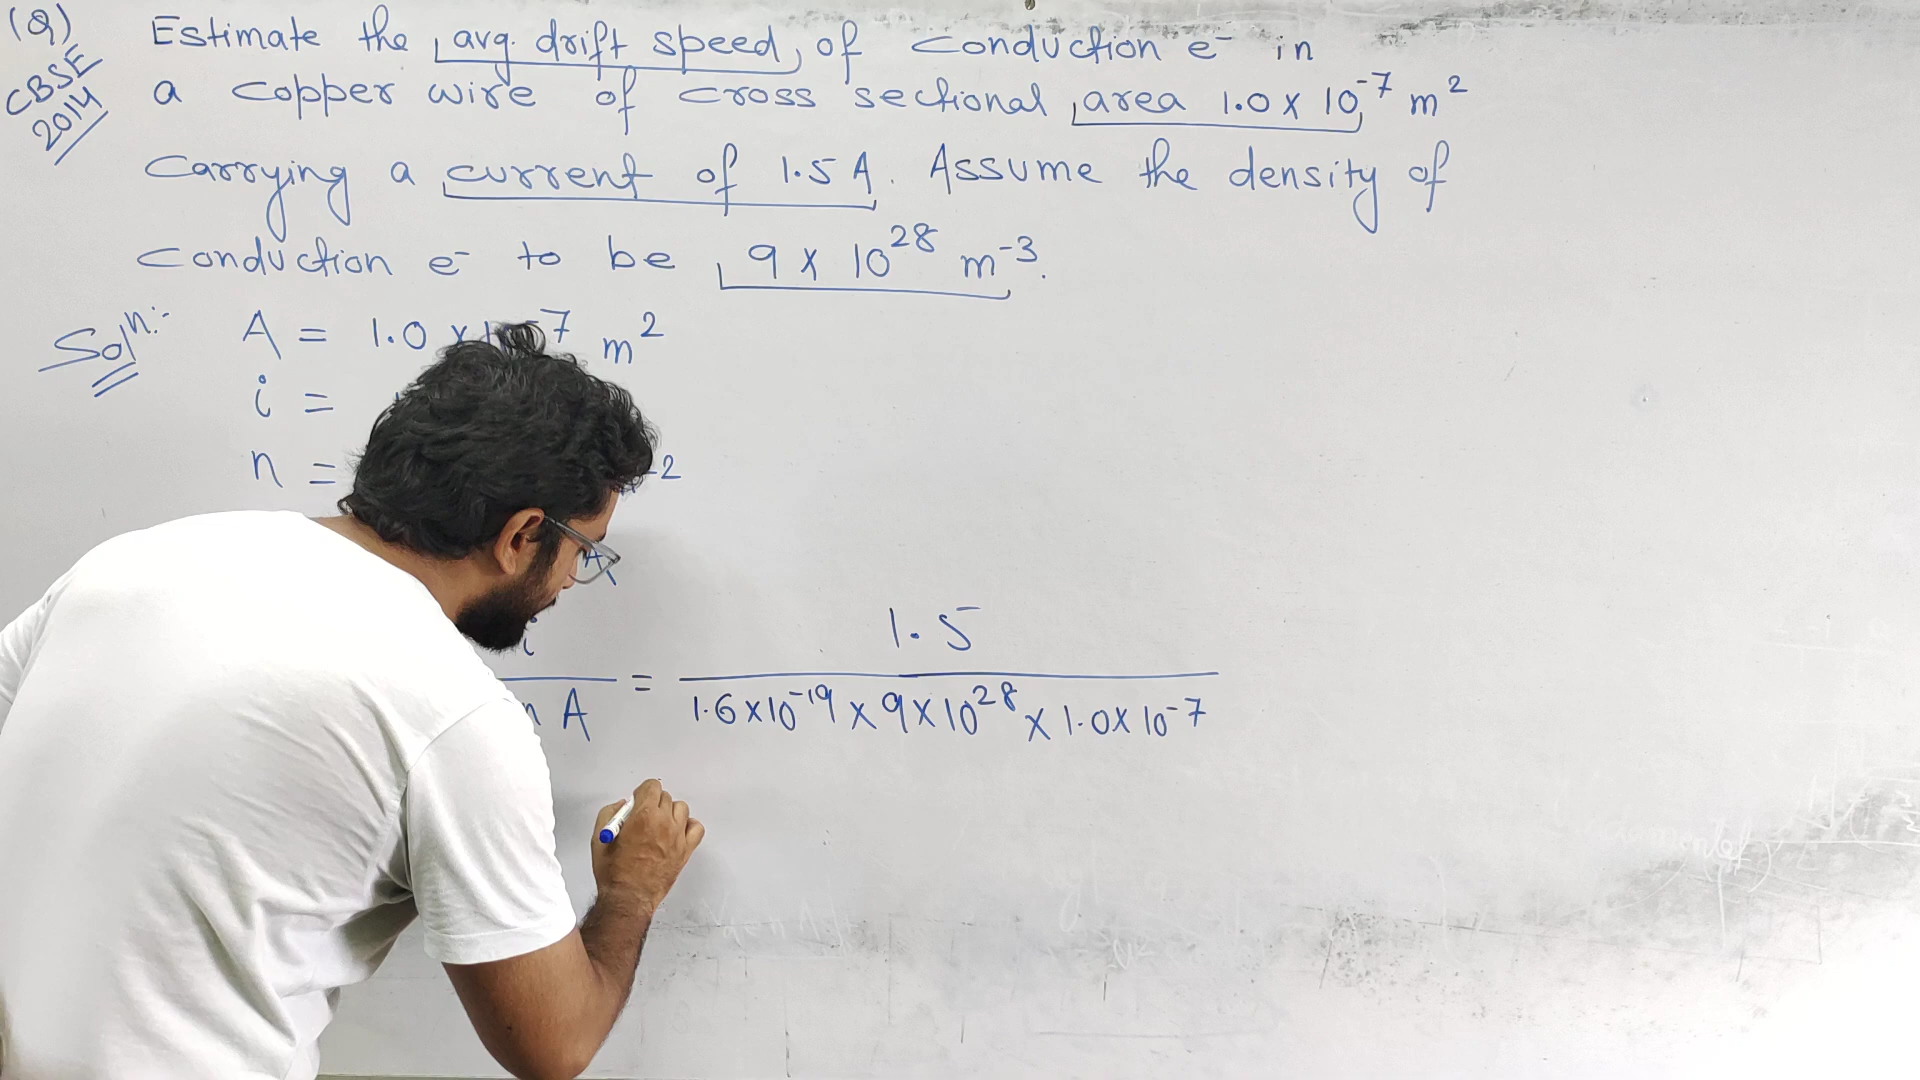 (Q) Estimate the avg. drift speed, of conduction e⁻ in
CBSE 2014
a copper wire of cross sectional area 1.0 x 10⁻⁷ m²
carrying a current of 1.5 A. Assume the density of
conduction e⁻ to be 9 x 10²⁸ m⁻³.
Solⁿ:- A = 1.0 x 10⁻⁷ m²
i =
n = ⁻²
A
i
n A = 1.5 / 1.6x10⁻¹⁹ x 9x10²⁸ x 1.0x10⁻⁷